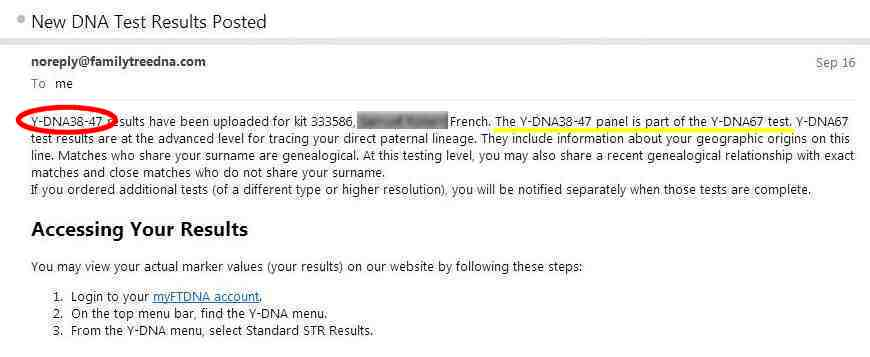 New DNA Test Results Posted
noreply@familytreedna.com Sep 16
To me
Y-DNA38-47 results have been uploaded for kit 333586, French. The Y-DNA38-47 panel is part of the Y-DNA67 test. Y-DNA67
test results are at the advanced level for tracing your direct paternal lineage. They include information about your geographic origins on this
line. Matches who share your surname are genealogical. At this testing level, you may also share a recent genealogical relationship with exact
matches and close matches who do not share your surname.
If you ordered additional tests (of a different type or higher resolution), you will be notified separately when those tests are complete.
Accessing Your Results
You may view your actual marker values (your results) on our website by following these steps:
1. Login to your myFTDNA account.
2. On the top menu bar, find the Y-DNA menu.
3. From the Y-DNA menu, select Standard STR Results.